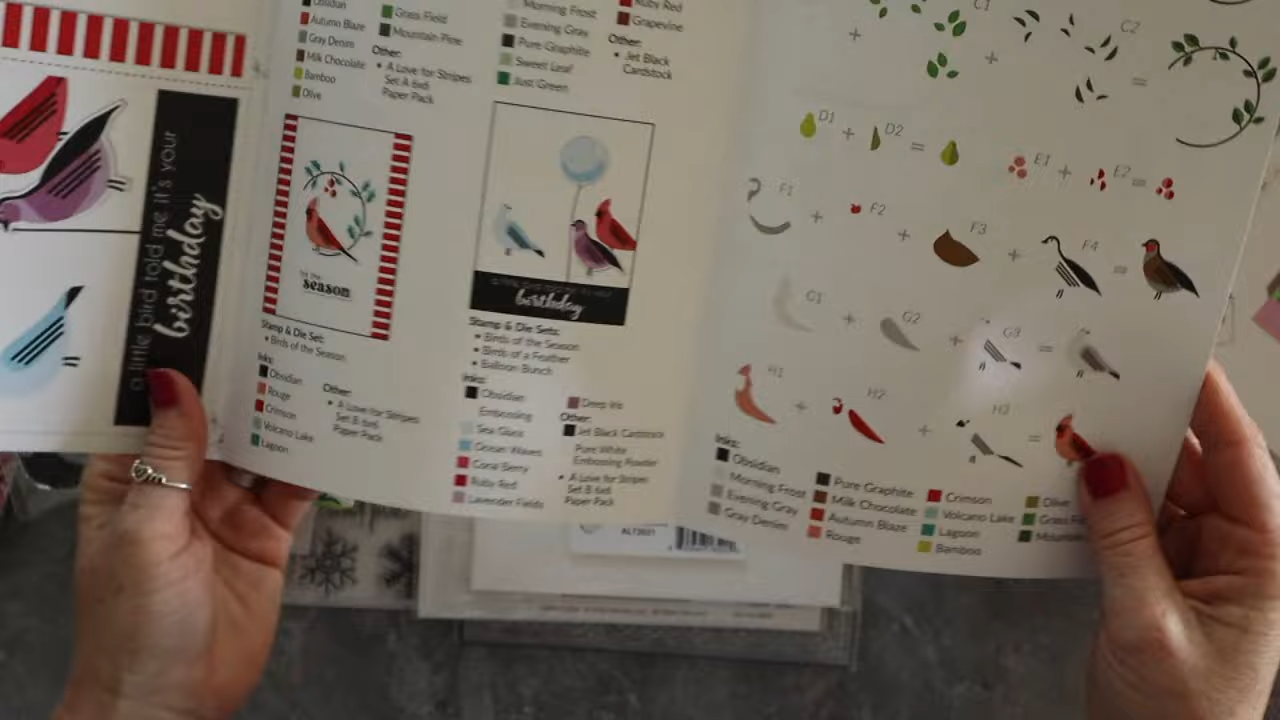 a little bird told me it's your
birthday
Obsidian
Autumn Blaze
Gray Denim
Milk Chocolate
Bamboo
Olive
Grass Field
Mountain Pine
Other:
• A Love for Stripes
Set A 6x6
Paper Pack
season
Stamp & Die Set:
• Birds of the Season
Inks:
Obsidian
Rouge
Crimson
Volcano Lake
Lagoon
Other:
• A Love for Stripes
Set B 6x6
Paper Pack
Morning Frost
Evening Gray
Pure Graphite
Sweet Leaf
Just Green
Ruby Red
Grapevine
Other:
• Jet Black
Cardstock
birthday
Stamp & Die Sets:
• Birds of the Season
• Birds of a Feather
• Balloon Bunch
Inks:
Obsidian
Embossing
Sea Glass
Ocean Waves
Coral Berry
Ruby Red
Lavender Fields
Deep Iris
Other:
Jet Black Cardstock
Pure White
Embossing Powder
• A Love for Stripes
Set B 6x6
Paper Pack
C1
+
+
C2
=
D1
+
D2
=
E1
+
E2
=
F1
+
F2
+
F3
+
F4
=
G1
+
G2
+
G3
=
H1
+
H2
+
H3
=
Inks:
Obsidian
Morning Frost
Evening Gray
Gray Denim
Pure Graphite
Milk Chocolate
Autumn Blaze
Rouge
Crimson
Volcano Lake
Lagoon
Bamboo
Olive
Grass